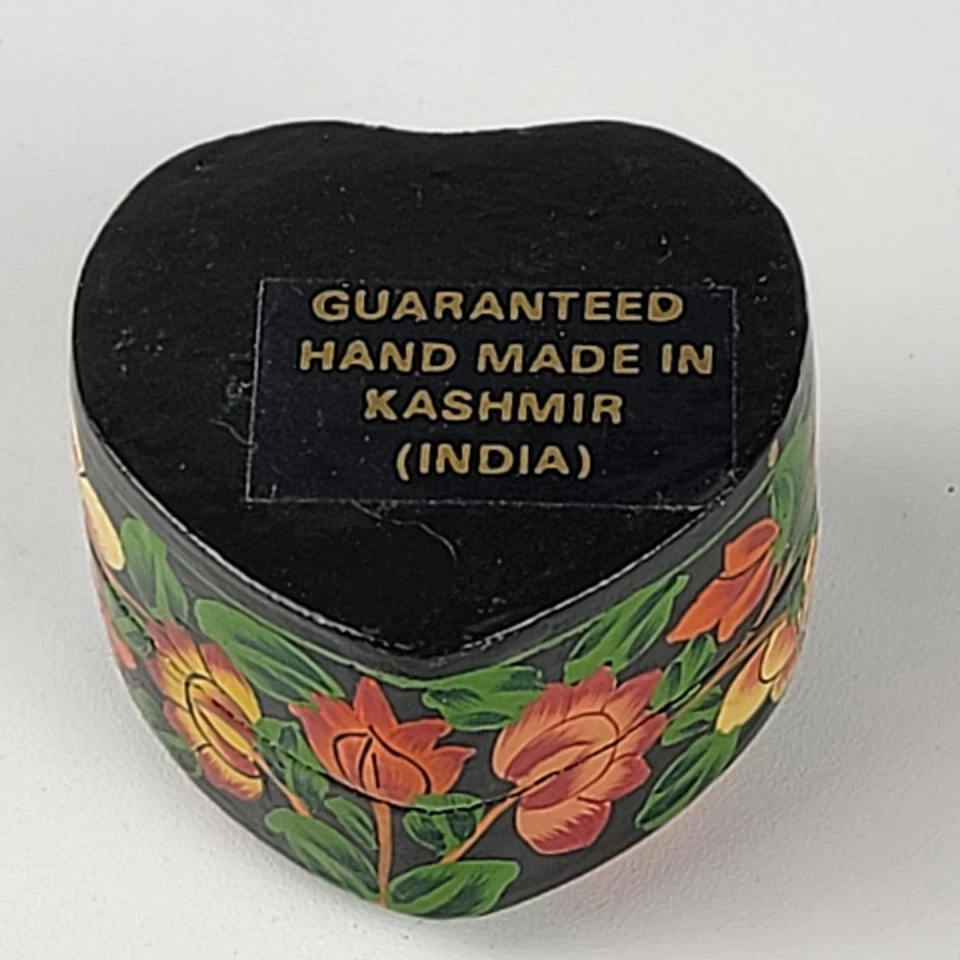 GUARANTEED
HAND MADE IN
KASHMIR
(INDIA)